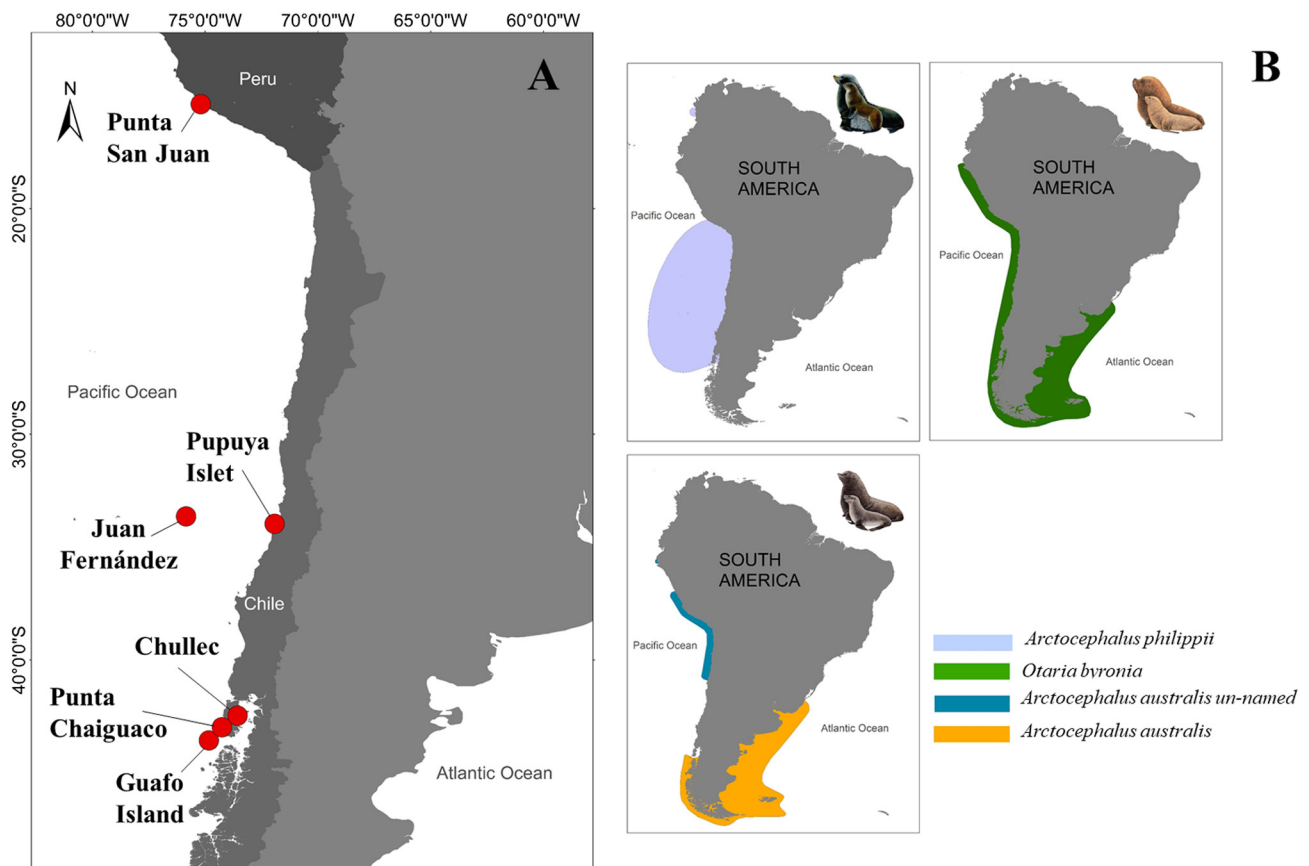 80°0'0"W 75°0'0"W 70°0'0"W 65°0'0"W 60°0'0"W
A
N
Peru
Punta
San Juan
20°0'0"S
Pacific Ocean
30°0'0"S
Pupuya
Islet
Juan
Fernández
Chile
Chullec
40°0'0"S
Punta
Chaiguaco
Guafo
Island
Atlantic Ocean
B
SOUTH
AMERICA
Pacific Ocean
Atlantic Ocean
SOUTH
AMERICA
Pacific Ocean
Atlantic Ocean
SOUTH
AMERICA
Pacific Ocean
Atlantic Ocean
Arctocephalus philippii
Otaria byronia
Arctocephalus australis un-named
Arctocephalus australis